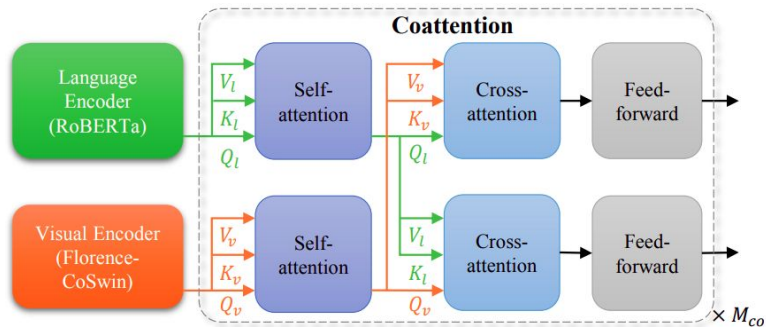 Coattention
Language
Encoder
(RoBERTa)
V_l
K_l
Q_l
Self-
attention
V_v
K_v
Q_l
Cross-
attention
Feed-
forward
Visual Encoder
(Florence-
CoSwin)
V_v
K_v
Q_v
Self-
attention
V_l
K_l
Q_v
Cross-
attention
Feed-
forward
× M_co